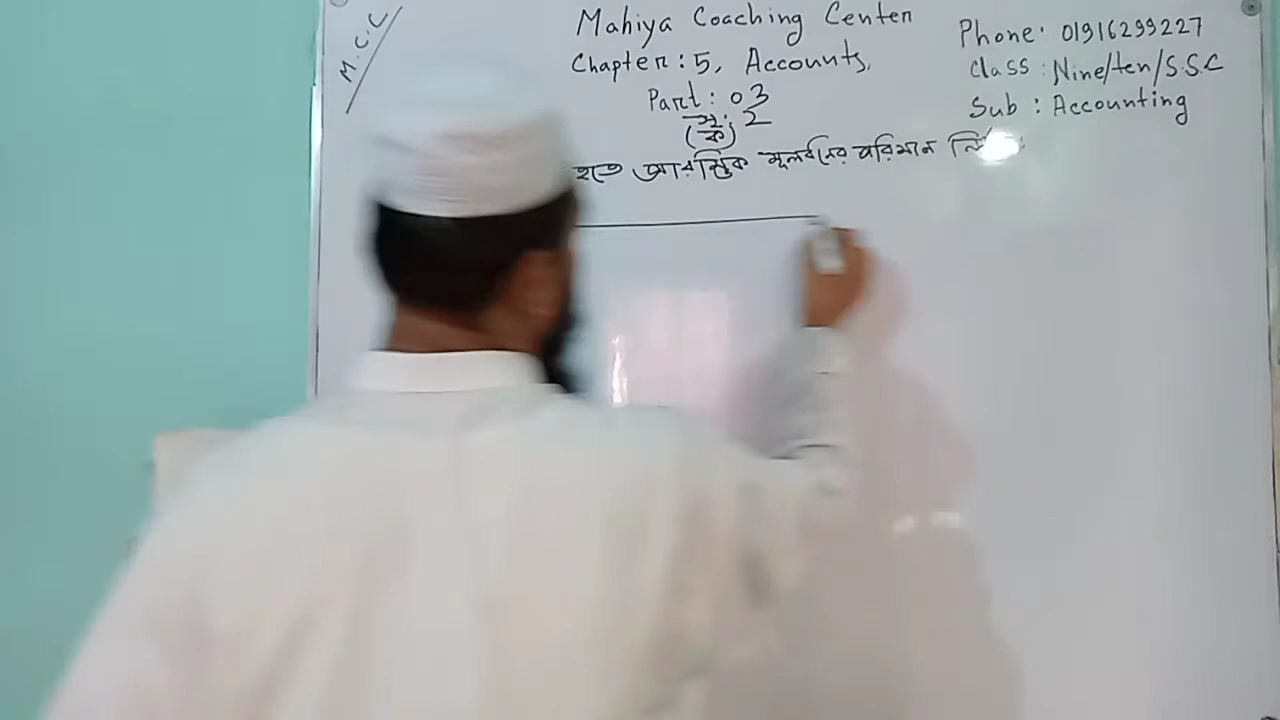 M.C.C
Mahiya Coaching Center
Chapter : 5, Accounts,
Part : 03
সৃ: 2
(ক)
হতে প্রারম্ভিক মূলধনের পরিমান
Phone: 01916299227
Class : Nine/ten/S.S.C
Sub : Accounting